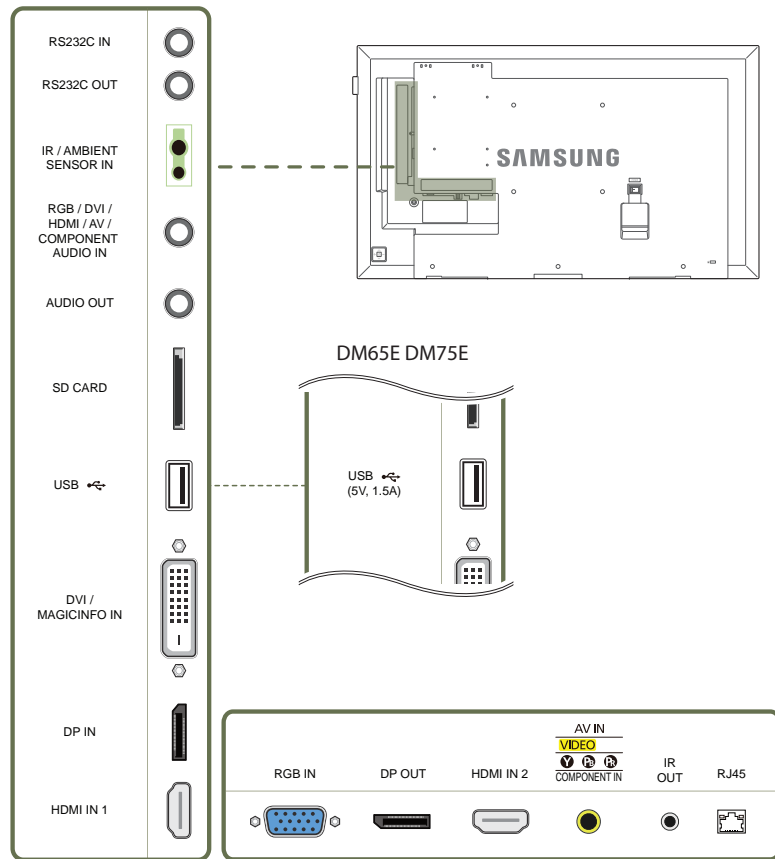 RS232C IN
RS232C OUT
IR / AMBIENT
SENSOR IN
RGB / DVI /
HDMI / AV /
COMPONENT
AUDIO IN
AUDIO OUT
SD CARD
USB
DVI /
MAGICINFO IN
DP IN
HDMI IN 1
SAMSUNG
DM65E DM75E
USB
(5V, 1.5A)
RGB IN
DP OUT
HDMI IN 2
AV IN
VIDEO
Y PB PR
COMPONENT IN
IR
OUT
RJ45